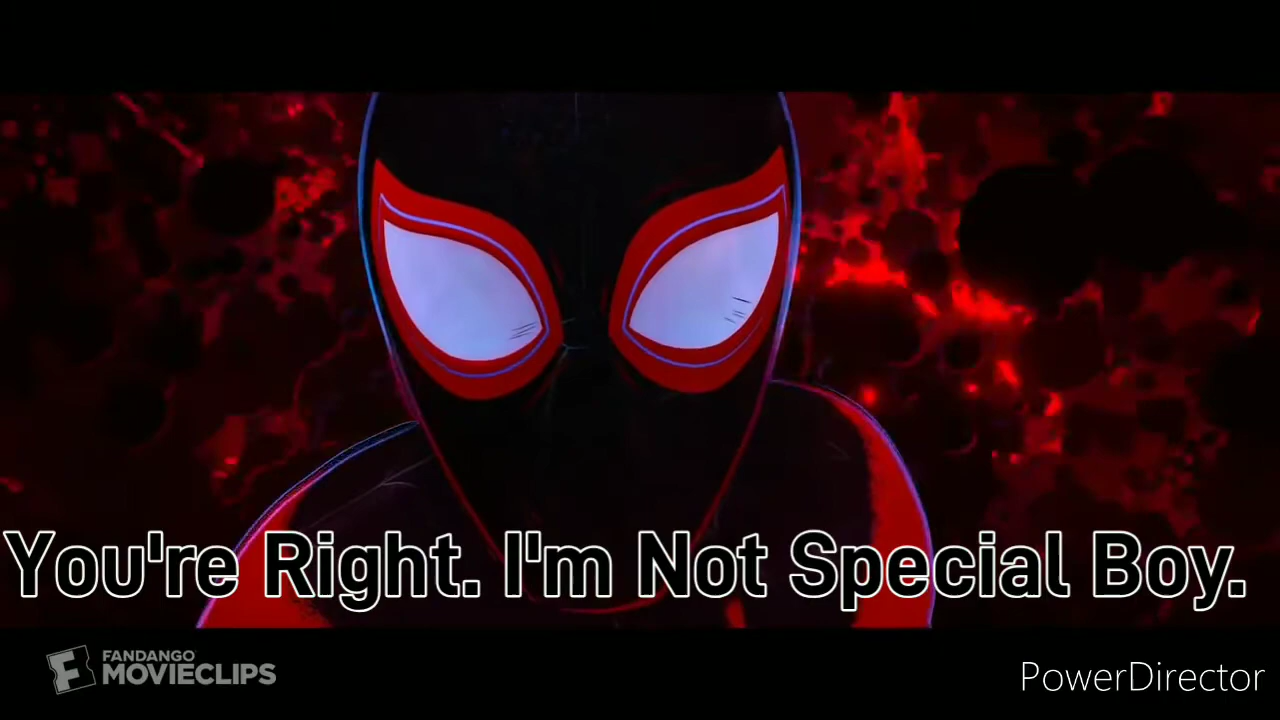 You're Right. I'm Not Special Boy.
FANDANGO
MOVIECLIPS
PowerDirector